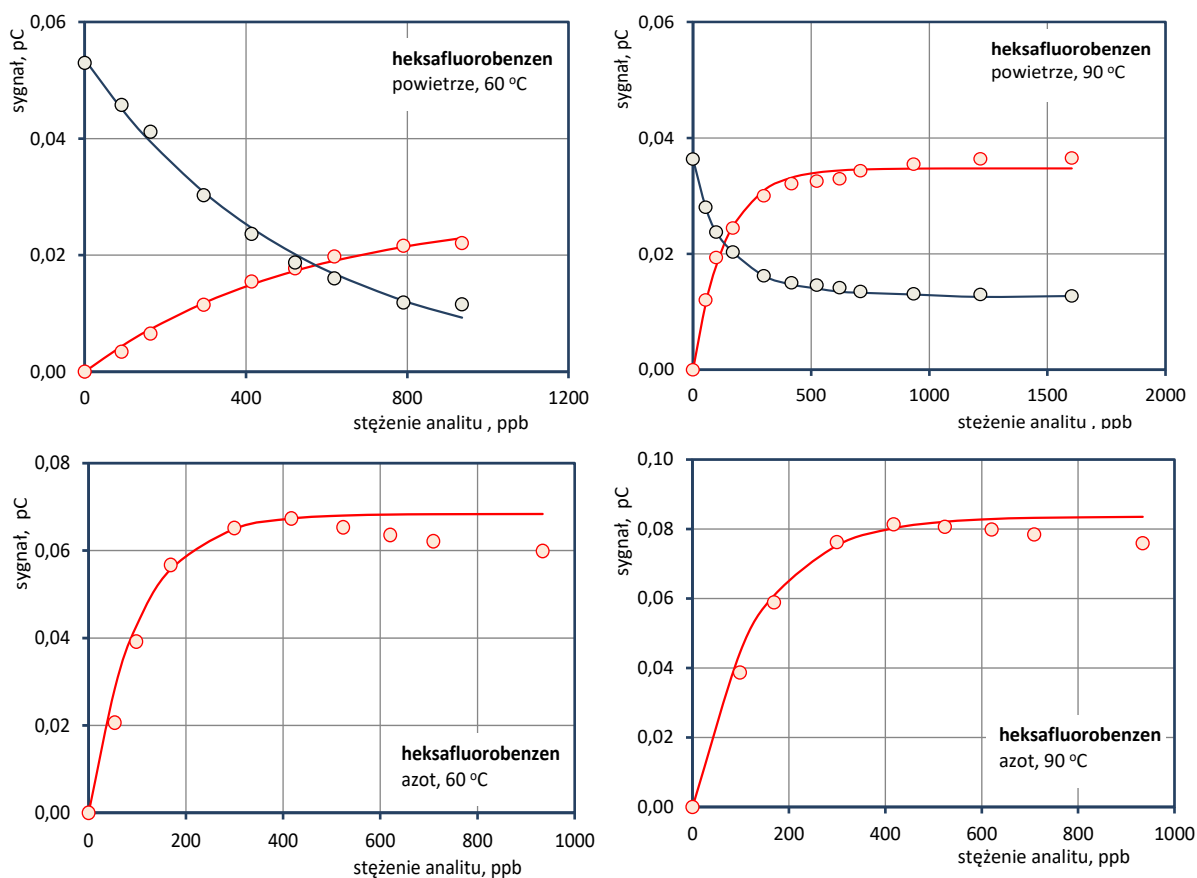 sygnał, pC
0,06
0,04
0,02
0,00
0 400 800 1200
stężenie analitu , ppb
heksafluorobenzen
powietrze, 60 °C
sygnał, pC
0,06
0,04
0,02
0,00
0 500 1000 1500 2000
stężenie analitu , ppb
heksafluorobenzen
powietrze, 90 °C
sygnał, pC
0,08
0,06
0,04
0,02
0,00
0 200 400 600 800 1000
stężenie analitu, ppb
heksafluorobenzen
azot, 60 °C
sygnał, pC
0,10
0,08
0,06
0,04
0,02
0,00
0 200 400 600 800 1000
stężenie analitu, ppb
heksafluorobenzen
azot, 90 °C